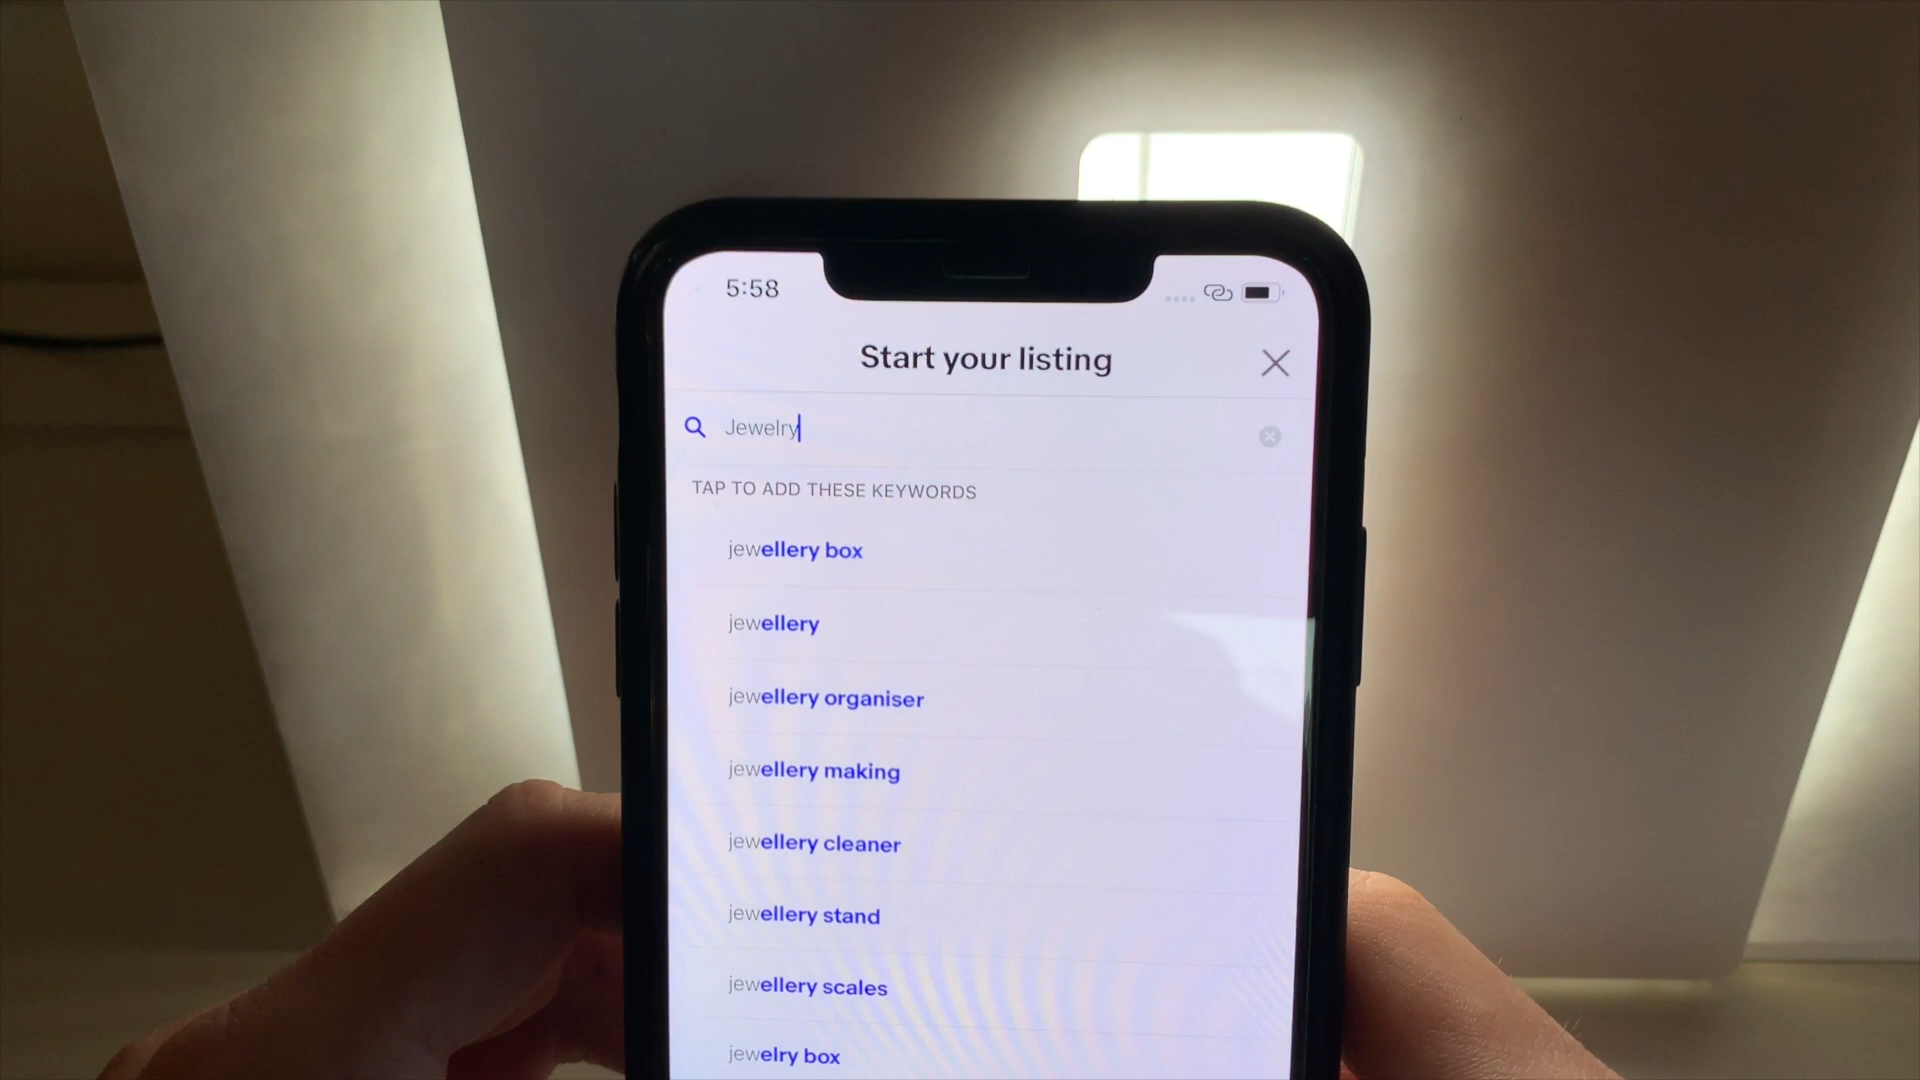 5:58
Start your listing
Jewelry
TAP TO ADD THESE KEYWORDS
jewellery box
jewellery
jewellery organiser
jewellery making
jewellery cleaner
jewellery stand
jewellery scales
jewelry box